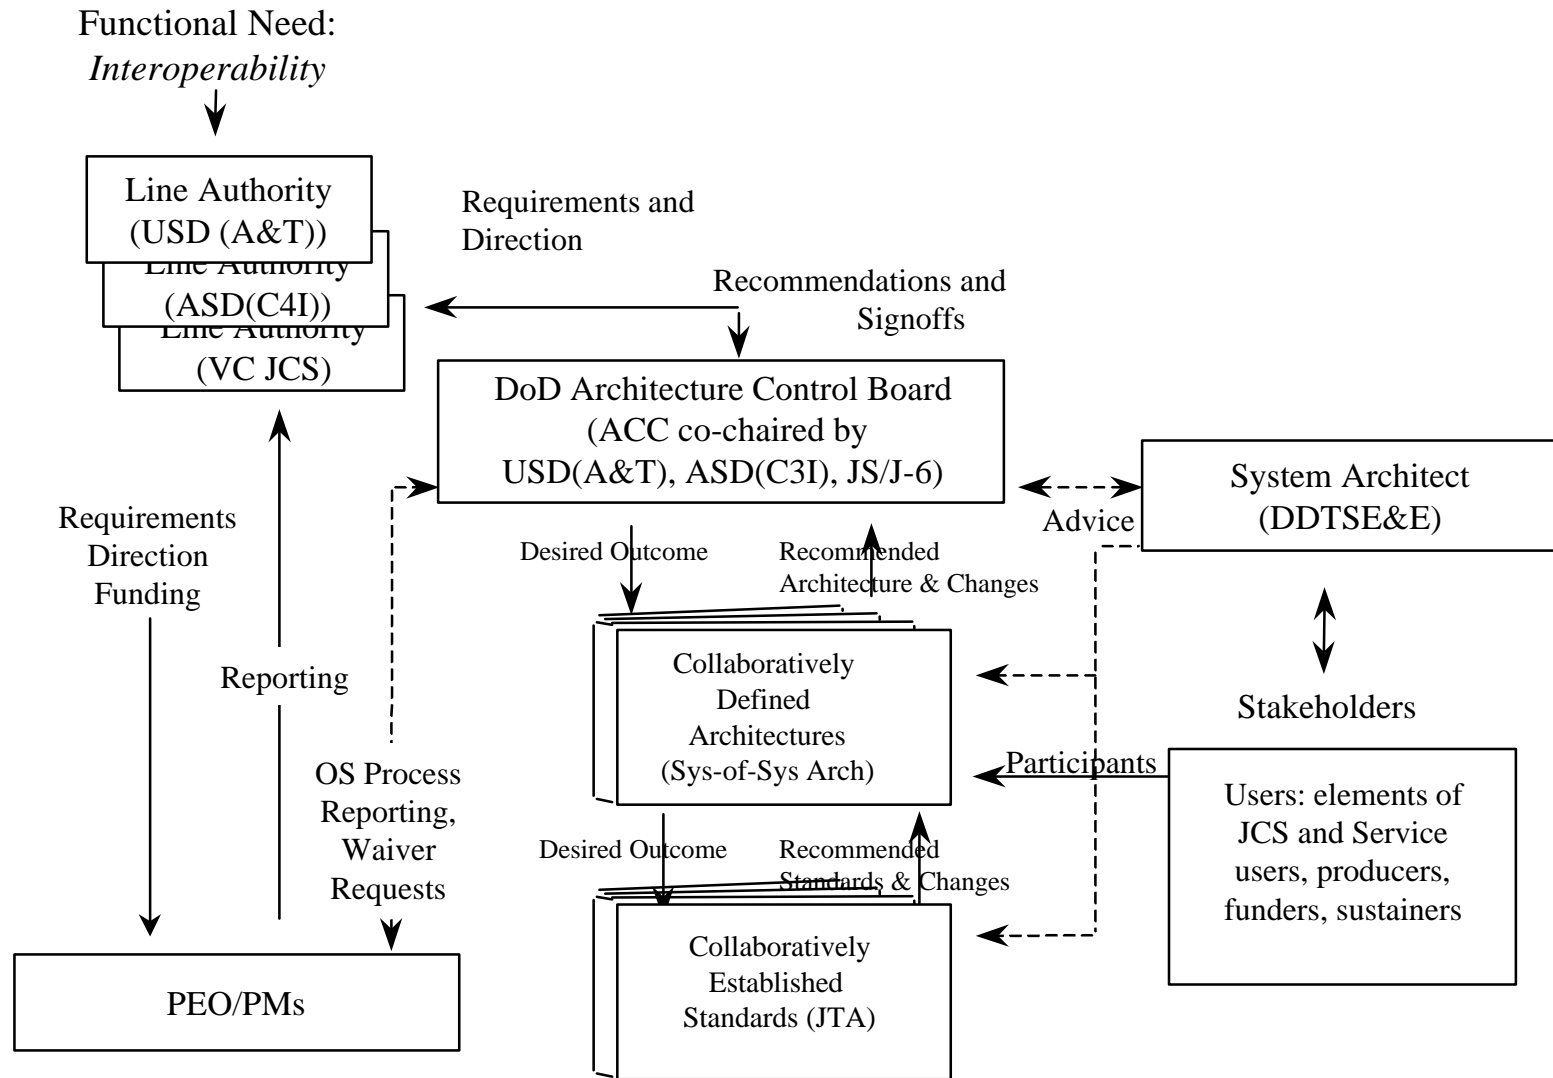 Functional Need:
Interoperability
Line Authority
(USD (A&T))
Line Authority
(ASD(C4I))
Line Authority
(VC JCS)
Requirements and
Direction
Recommendations and
Signoffs
DoD Architecture Control Board
(ACC co-chaired by
USD(A&T), ASD(C3I), JS/J-6)
System Architect
(DDTSE&E)
Advice
Requirements
Direction
Funding
Reporting
Desired Outcome
Recommended
Architecture & Changes
Collaboratively
Defined
Architectures
(Sys-of-Sys Arch)
Stakeholders
Participants
Users: elements of
JCS and Service
users, producers,
funders, sustainers
OS Process
Reporting,
Waiver
Requests
Desired Outcome
Recommended
Standards & Changes
Collaboratively
Established
Standards (JTA)
PEO/PMs